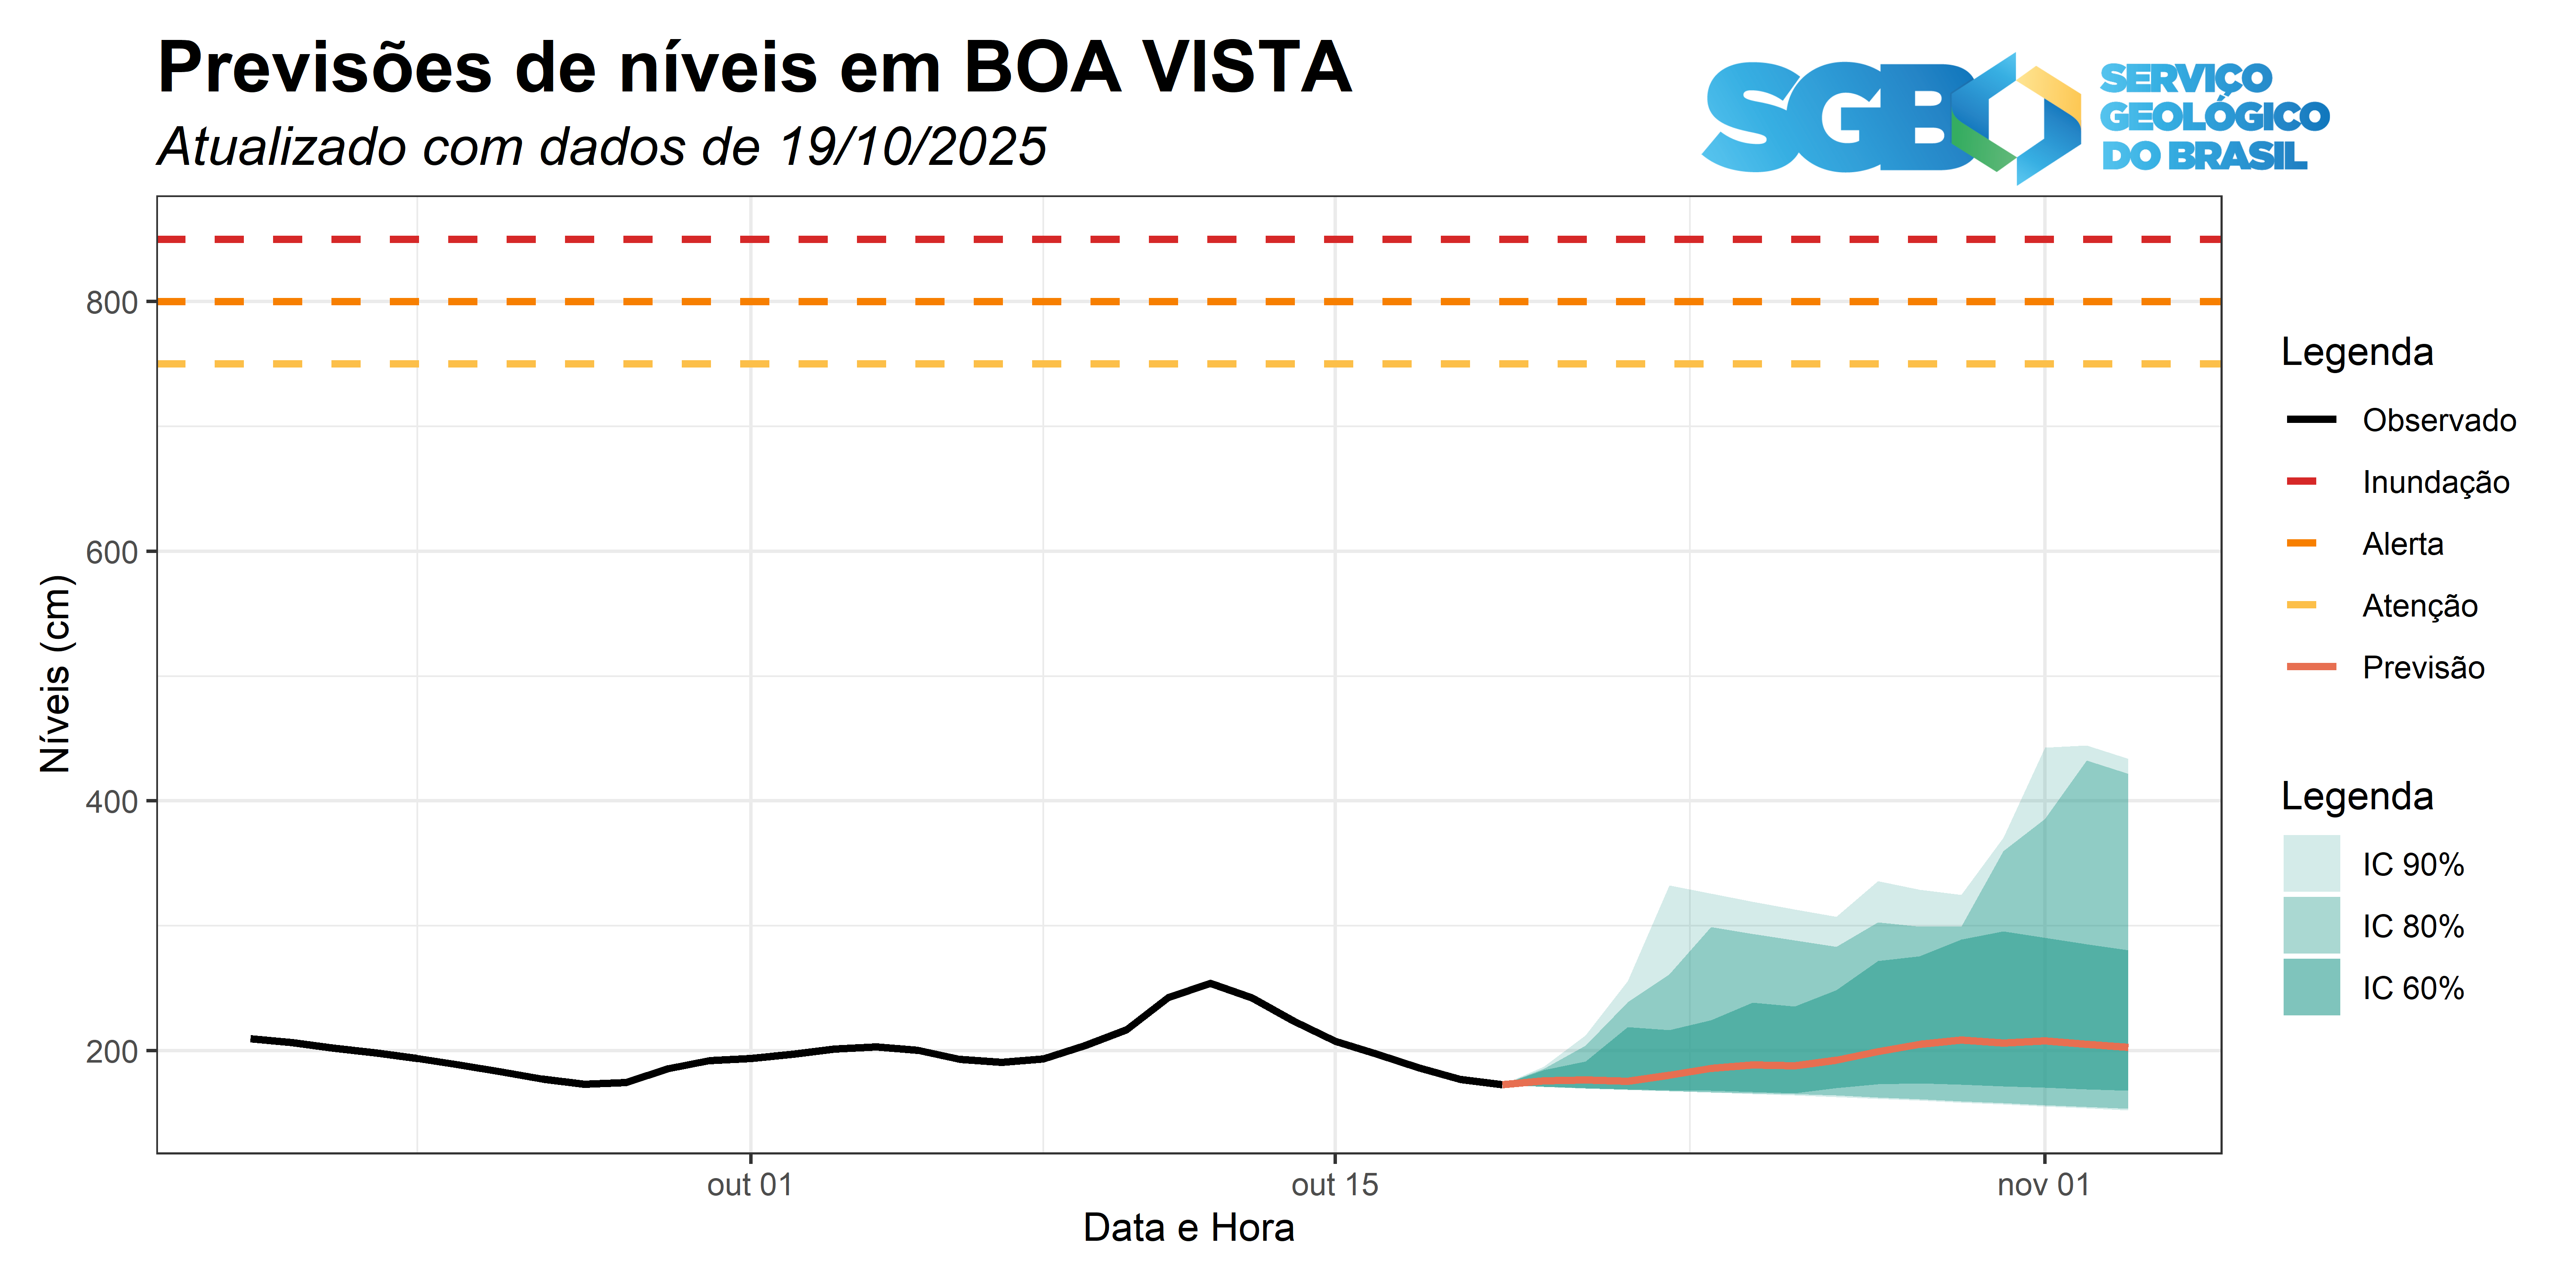 Previsões de níveis em BOA VISTA
Atualizado com dados de 19/10/2025
SGB
SERVIÇO
GEOLÓGICO
DO BRASIL
800
600
400
200
Níveis (cm)
out 01
out 15
nov 01
Data e Hora
Legenda
Observado
Inundação
Alerta
Atenção
Previsão
Legenda
IC 90%
IC 80%
IC 60%